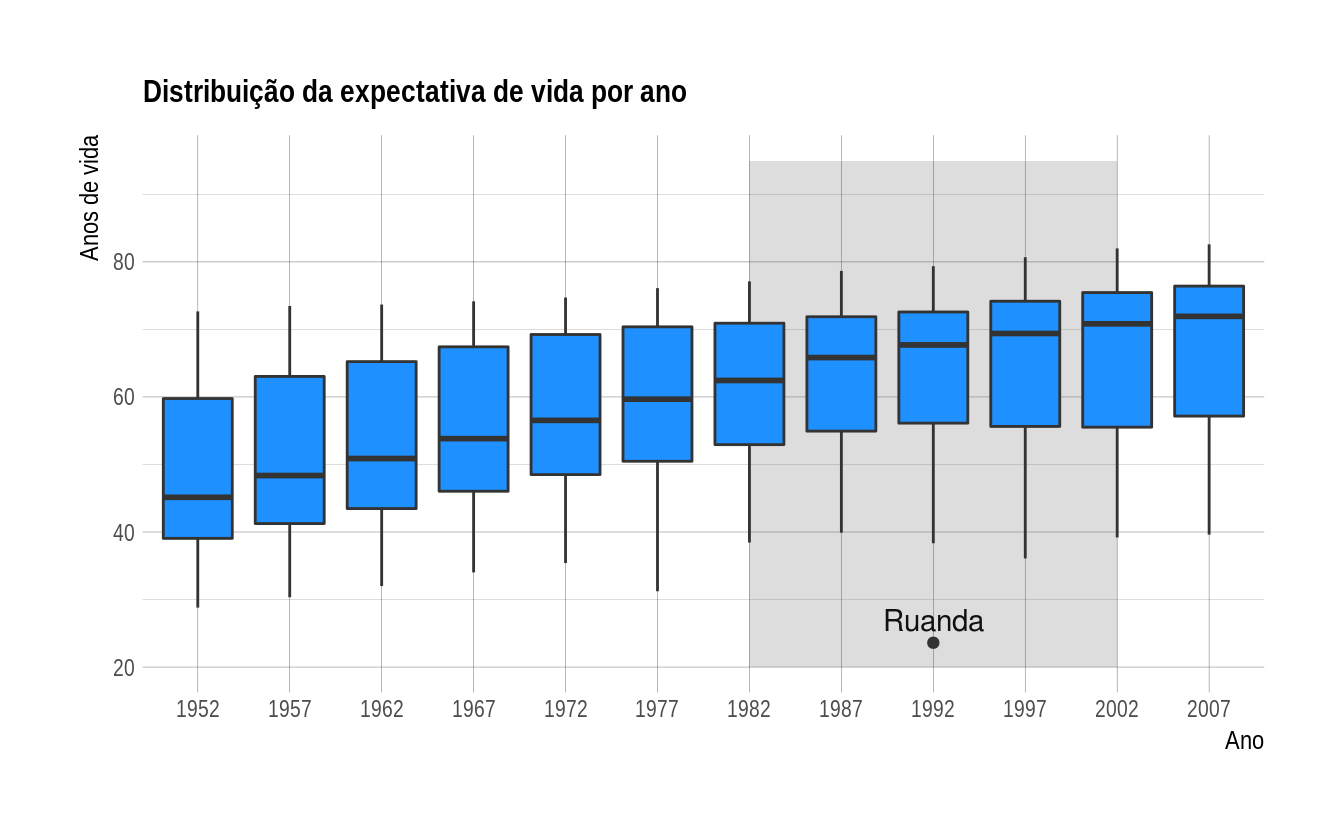 Distribuição da expectativa de vida por ano
Anos de vida
80
60
40
20
Ruanda
1952 1957 1962 1967 1972 1977 1982 1987 1992 1997 2002 2007
Ano